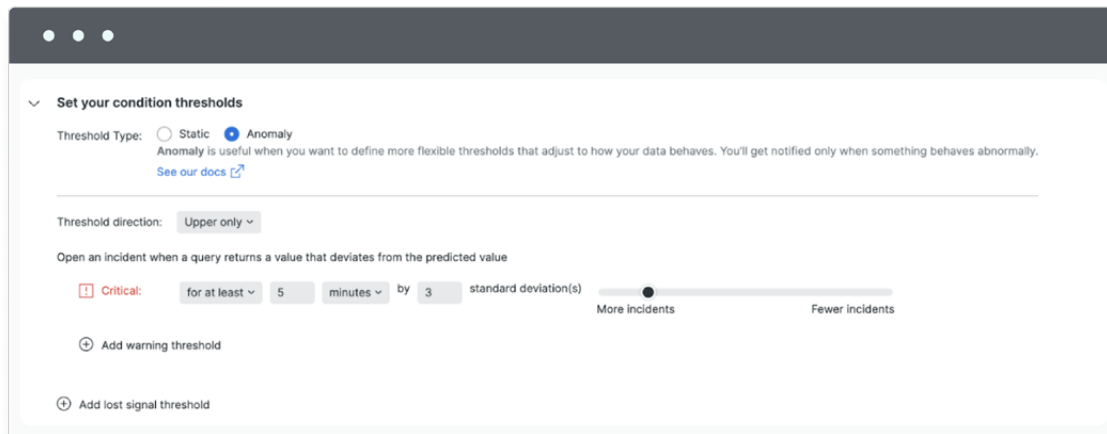 Set your condition thresholds
Threshold Type: Static Anomaly
Anomaly is useful when you want to define more flexible thresholds that adjust to how your data behaves. You'll get notified only when something behaves abnormally.
See our docs
Threshold direction: Upper only
Open an incident when a query returns a value that deviates from the predicted value
Critical: for at least 5 minutes by 3 standard deviation(s)
More incidents Fewer incidents
Add warning threshold
Add lost signal threshold